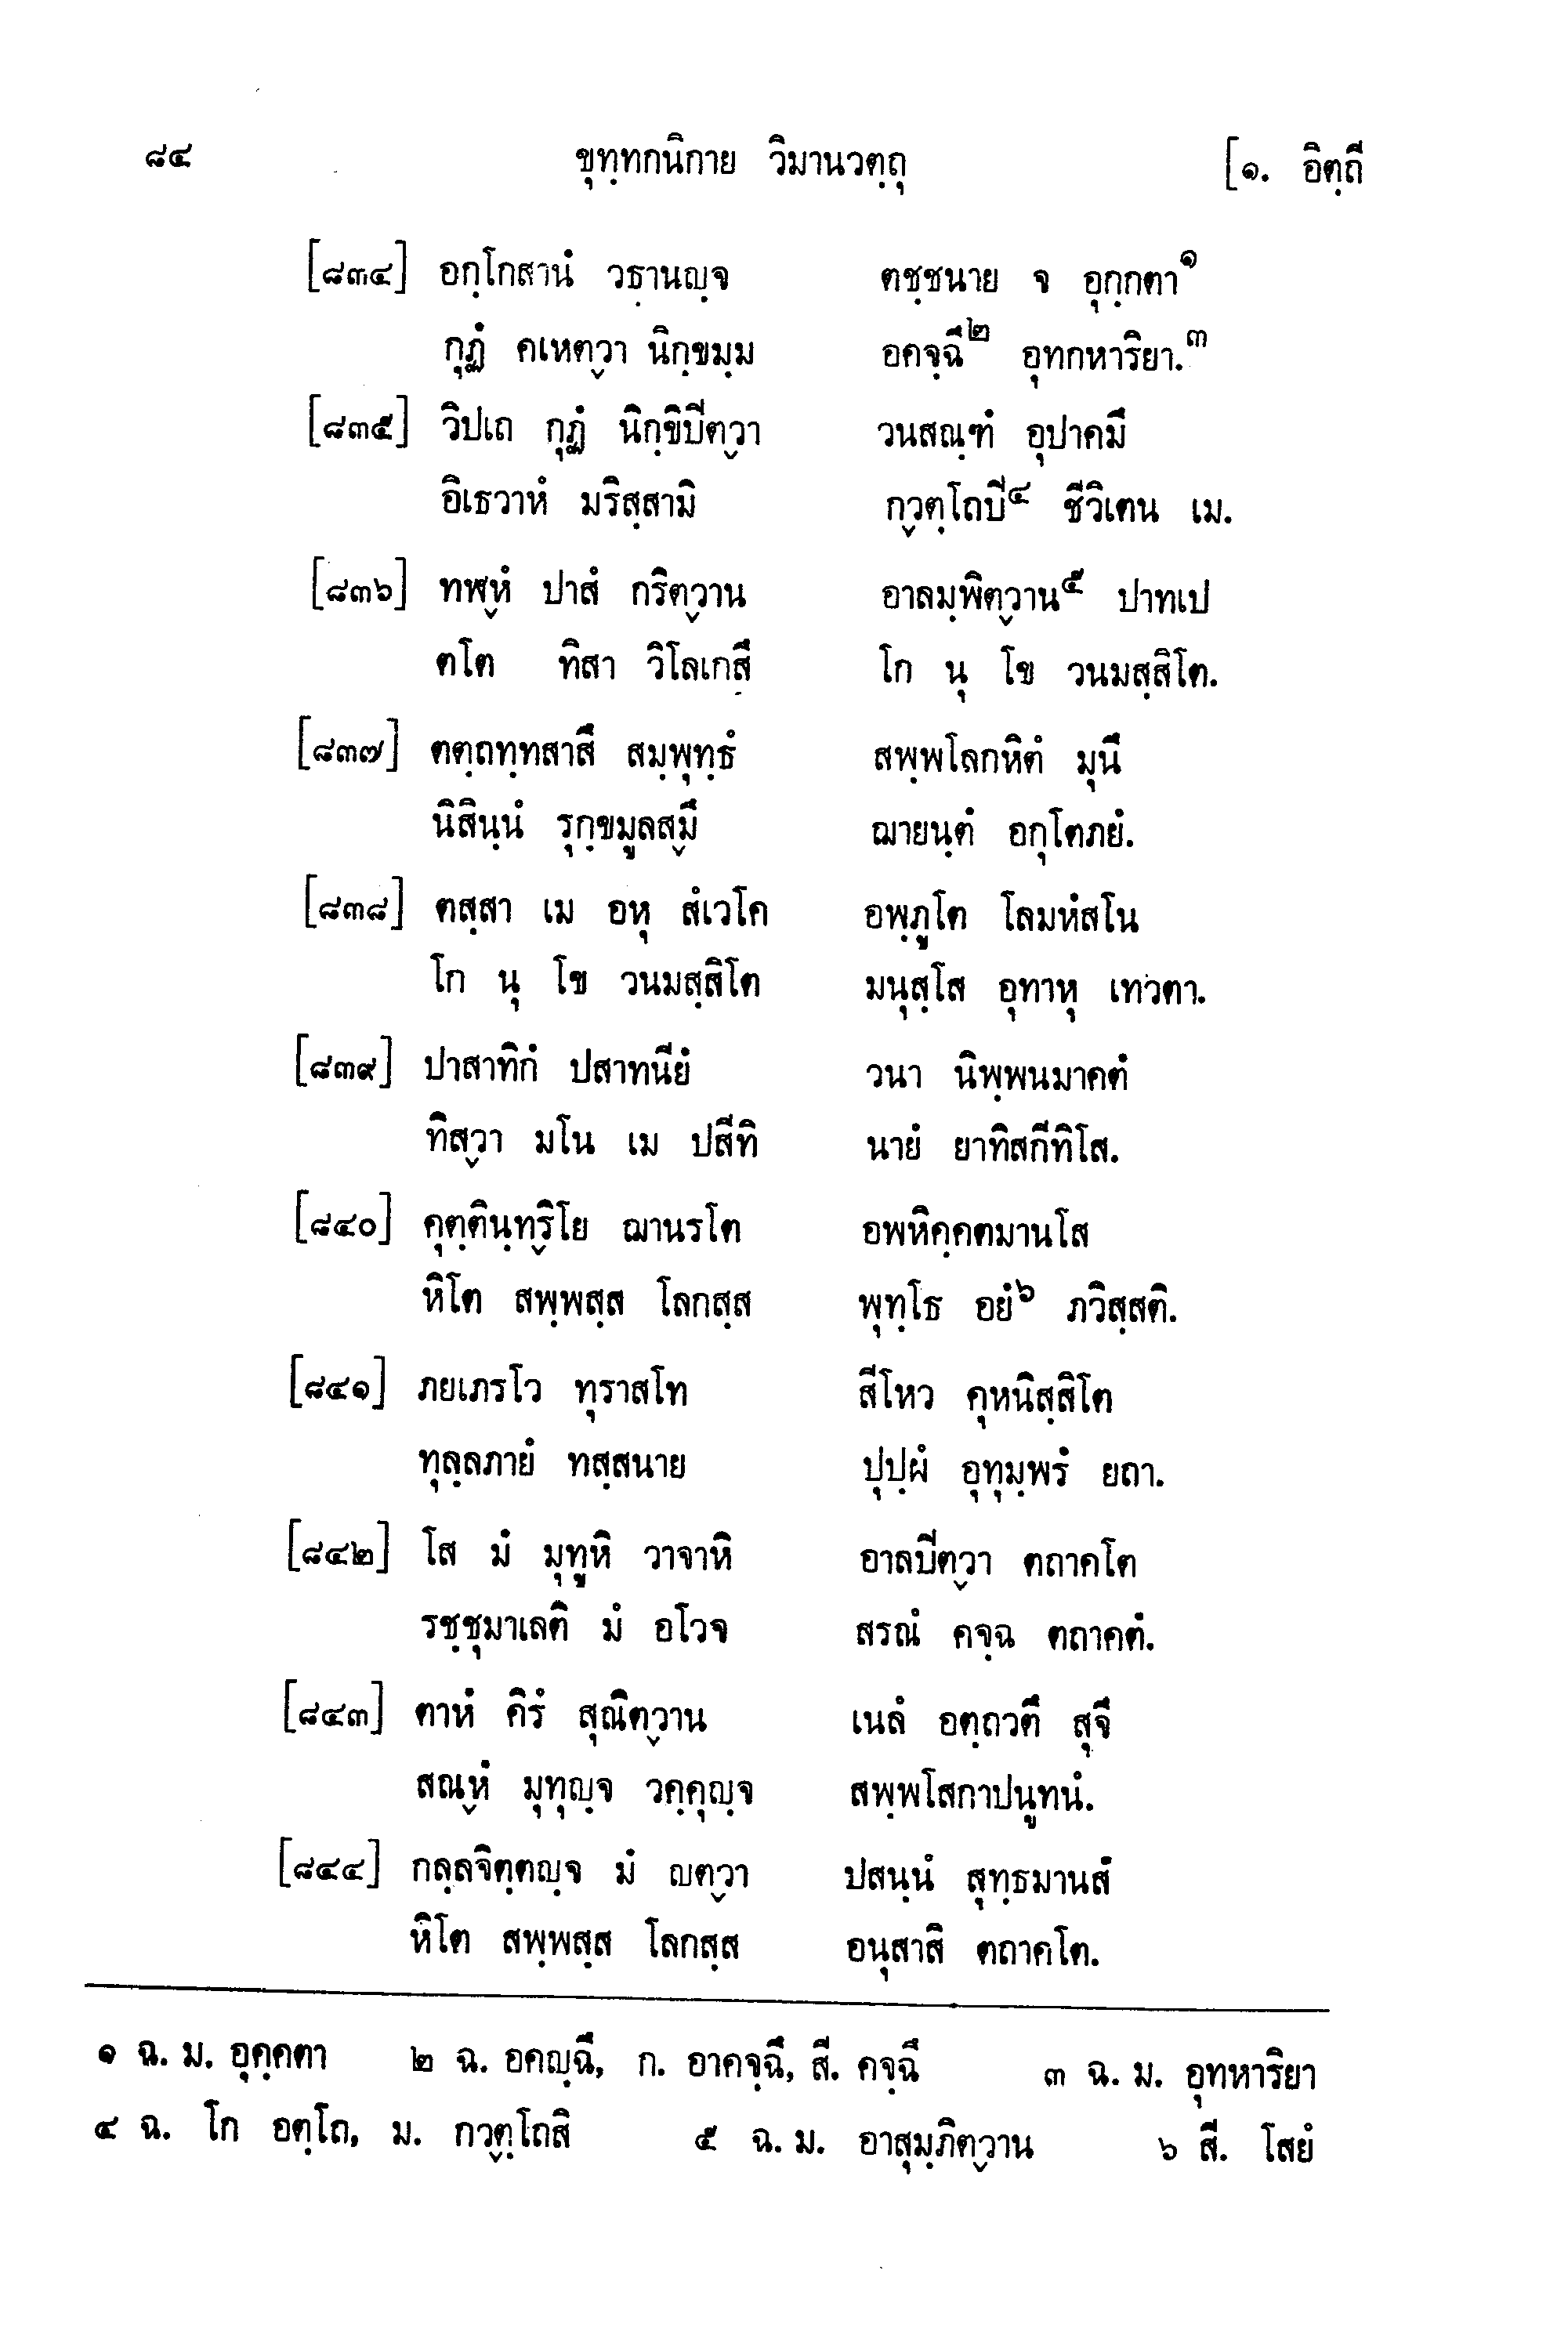 ๘๔ ขุทฺทกนิกาย วิมานวตฺถุ [๑. อิตฺถี
[๘๓๔] อกฺโกสานํ วธฺานญฺจ ตชฺชนาย จ อุกฺกตา๑
กุฏํ คเหตฺวา นิกฺขมฺม อคจฺฉึ๒ อุทกหาริยา.๓
[๘๓๕] วิปเถ กุฏํ นิกฺขิปิตฺวา วนสณฺฑํ อุปาคมึ
อิเธวาหํ มริสฺสามิ กฺวตฺโถปิ๔ ชีวิเตน เม.
[๘๓๖] ทฬฺหํ ปาสํ กริตฺวาน อาลมฺพิตฺวาน๕ ปาทเป
ตโต ทิสา วิโลเกสึ โก นุ โข วนมสฺสิโต.
[๘๓๗] ตตฺถทฺทสาสึ สมฺพุทฺธํ สพฺพโลกหิตํ มุนึ
นิสินฺนํ รุกฺขมูลสฺมึ ฌายนฺตํ อกุโตภยํ.
[๘๓๘] ตสฺสา เม อหุ สํเวโค อพฺภูโต โลมหํสโน
โก นุ โข วนมสฺสิโต มนุสฺโส อุทาหุ เทวตา.
[๘๓๙] ปาสาทิกํ ปสาทนียํ วนา นิพฺพนมาคตํ
ทิสฺวา มโน เม ปสีทิ นายํ ยาทิสกีทิโส.
[๘๔๐] คุตฺตินฺทฺริโย ฌานรโต อพหิคฺคตมานโส
หิโต สพฺพสฺส โลกสฺส พุทฺโธ อยํ๖ ภวิสฺสติ.
[๘๔๑] ภยเภรโว ทุราสโท สีโหว คุหนิสฺสิโต
ทุลฺลภายํ ทสฺสนาย ปุปฺผํ อุทุมฺพรํ ยถา.
[๘๔๒] โส มํ มุทูหิ วาจาหิ อาลปิตฺวา ตถาคโต
รชฺชุมาเลติ มํ อโวจ สรณํ คจฺฉ ตถาคตํ.
[๘๔๓] ตาหํ คิรํ สุณิตฺวาน เนลํ อตฺถวตึ สุจึ
สณฺหํ มุทุญฺจ วคฺคุญฺจ สพฺพโสกาปนูทนํ.
[๘๔๔] กลฺลจิตฺตญฺจ มํ ญตฺวา ปสนฺนํ สุทฺธมานสํ
หิโต สพฺพสฺส โลกสฺส อนุสาสิ ตถาคโต.
๑ ฉ. ม. อุคฺคตา ๒ ฉ. อคญฺฉึ, ก. อาคจฺฉึ, สี. คจฺฉึ ๓ ฉ. ม. อุทหาริยา
๔ ฉ. โก อตฺโถ, ม. กฺวตฺโถสิ ๕ ฉ. ม. อาสุมฺภิตฺวาน ๖ สี. โสยํ